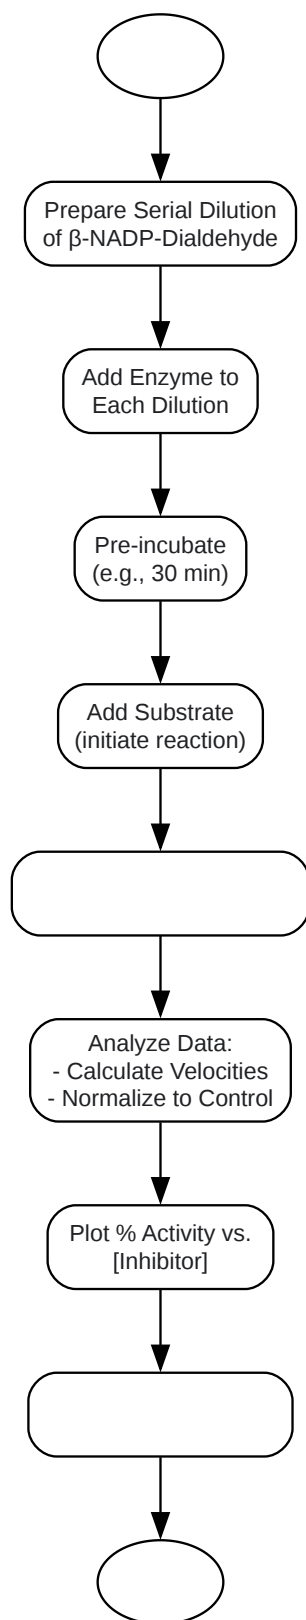 Prepare Serial Dilution
of β-NADP-Dialdehyde
Add Enzyme to
Each Dilution
Pre-incubate
(e.g., 30 min)
Add Substrate
(initiate reaction)
Analyze Data:
- Calculate Velocities
- Normalize to Control
Plot % Activity vs.
[Inhibitor]